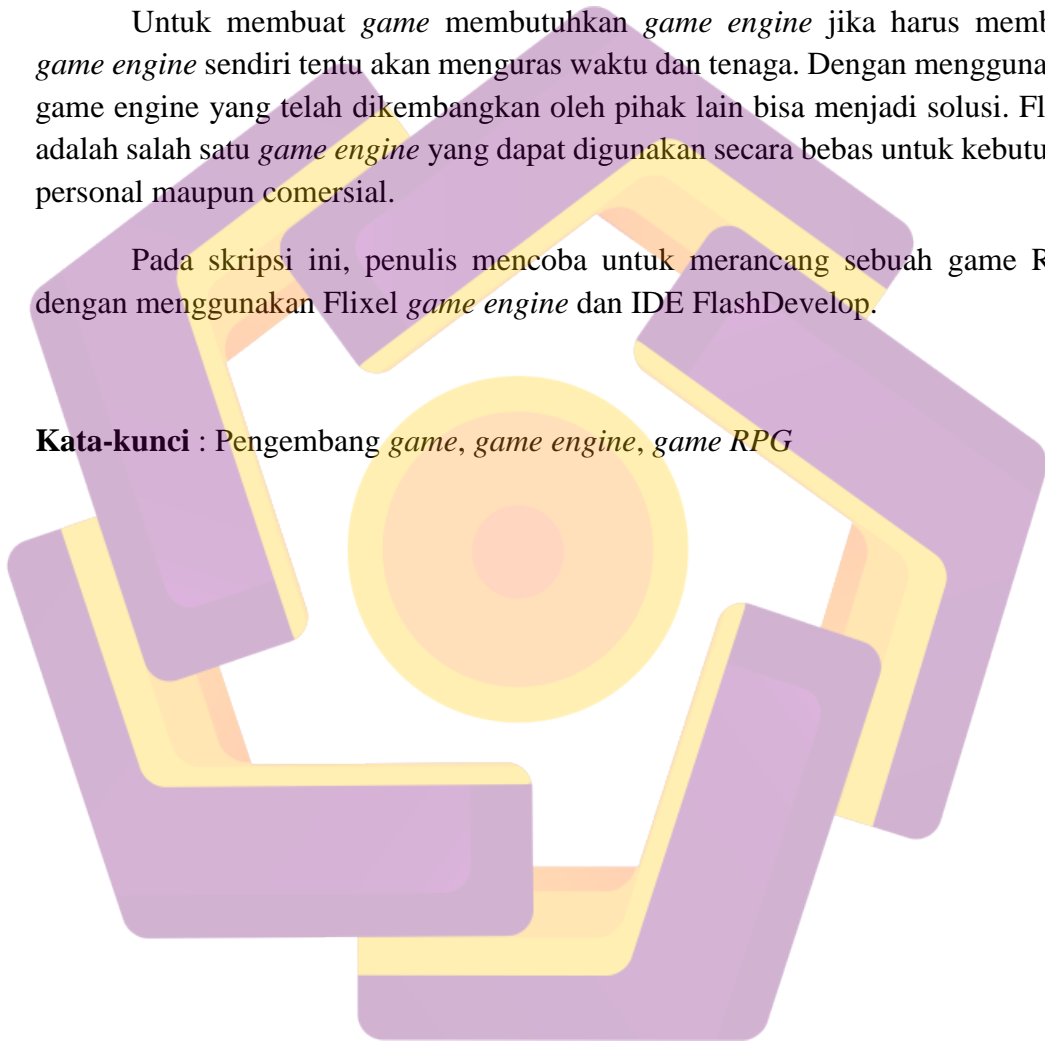 Untuk membuat game membutuhkan game engine jika harus memb
game engine sendiri tentu akan menguras waktu dan tenaga. Dengan mengguna
game engine yang telah dikembangkan oleh pihak lain bisa menjadi solusi. Fl
adalah salah satu game engine yang dapat digunakan secara bebas untuk kebutu
personal maupun comersial.
Pada skripsi ini, penulis mencoba untuk merancang sebuah game R
dengan menggunakan Flixel game engine dan IDE FlashDevelop.
Kata-kunci : Pengembang game, game engine, game RPG